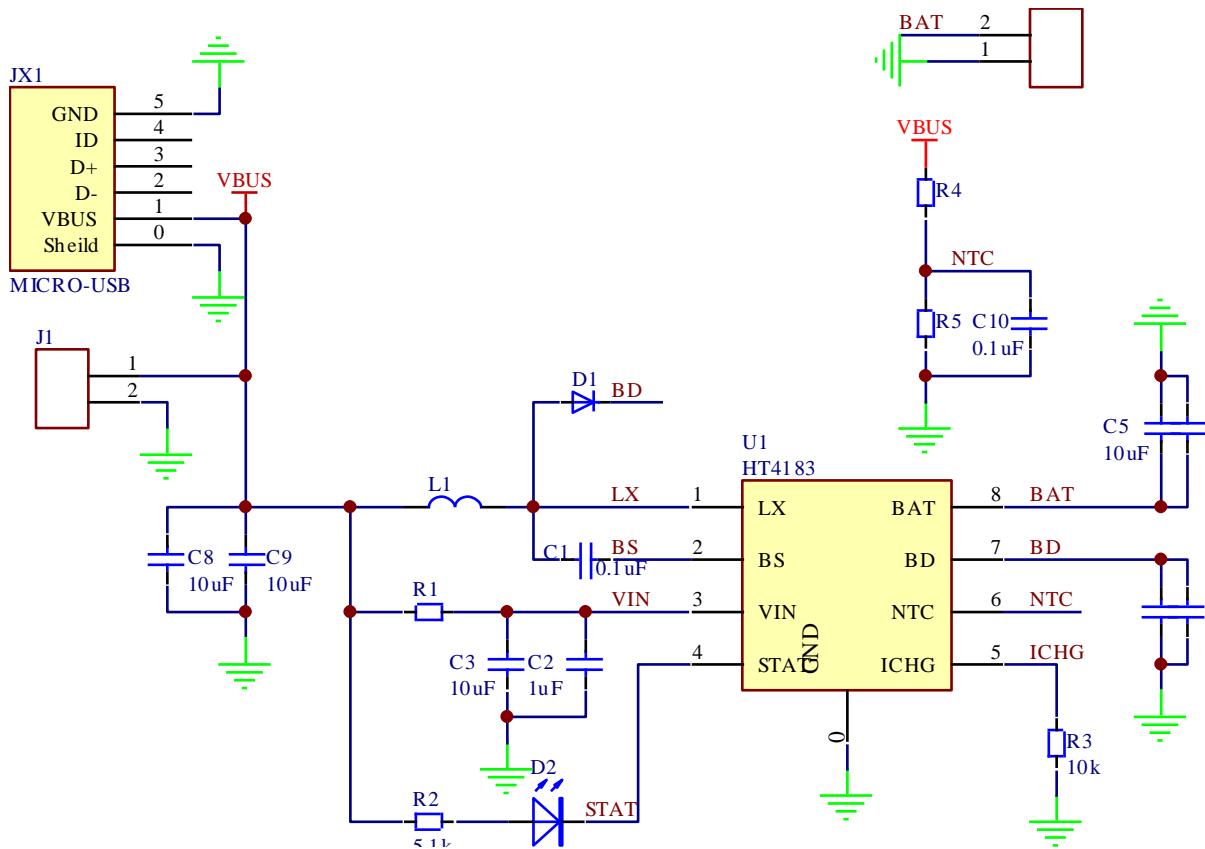 BAT
2
1
JX1
GND
5
ID
4
D+
3
D-
2
VBUS
1
Sheild
0
MICRO-USB
VBUS
VBUS
R4
NTC
R5
C10
0.1uF
J1
1
2
D1
BD
C5
10uF
U1
HT4183
L1
LX
1
LX
BAT
8
BAT
C8
10uF
C9
10uF
C1
0.1uF
BS
2
BS
BD
7
BD
R1
VIN
3
VIN
NTC
6
NTC
C3
10uF
C2
1uF
4
STAT
GND
ICHG
5
ICHG
0
R3
10k
D2
R2
5.1k
STAT